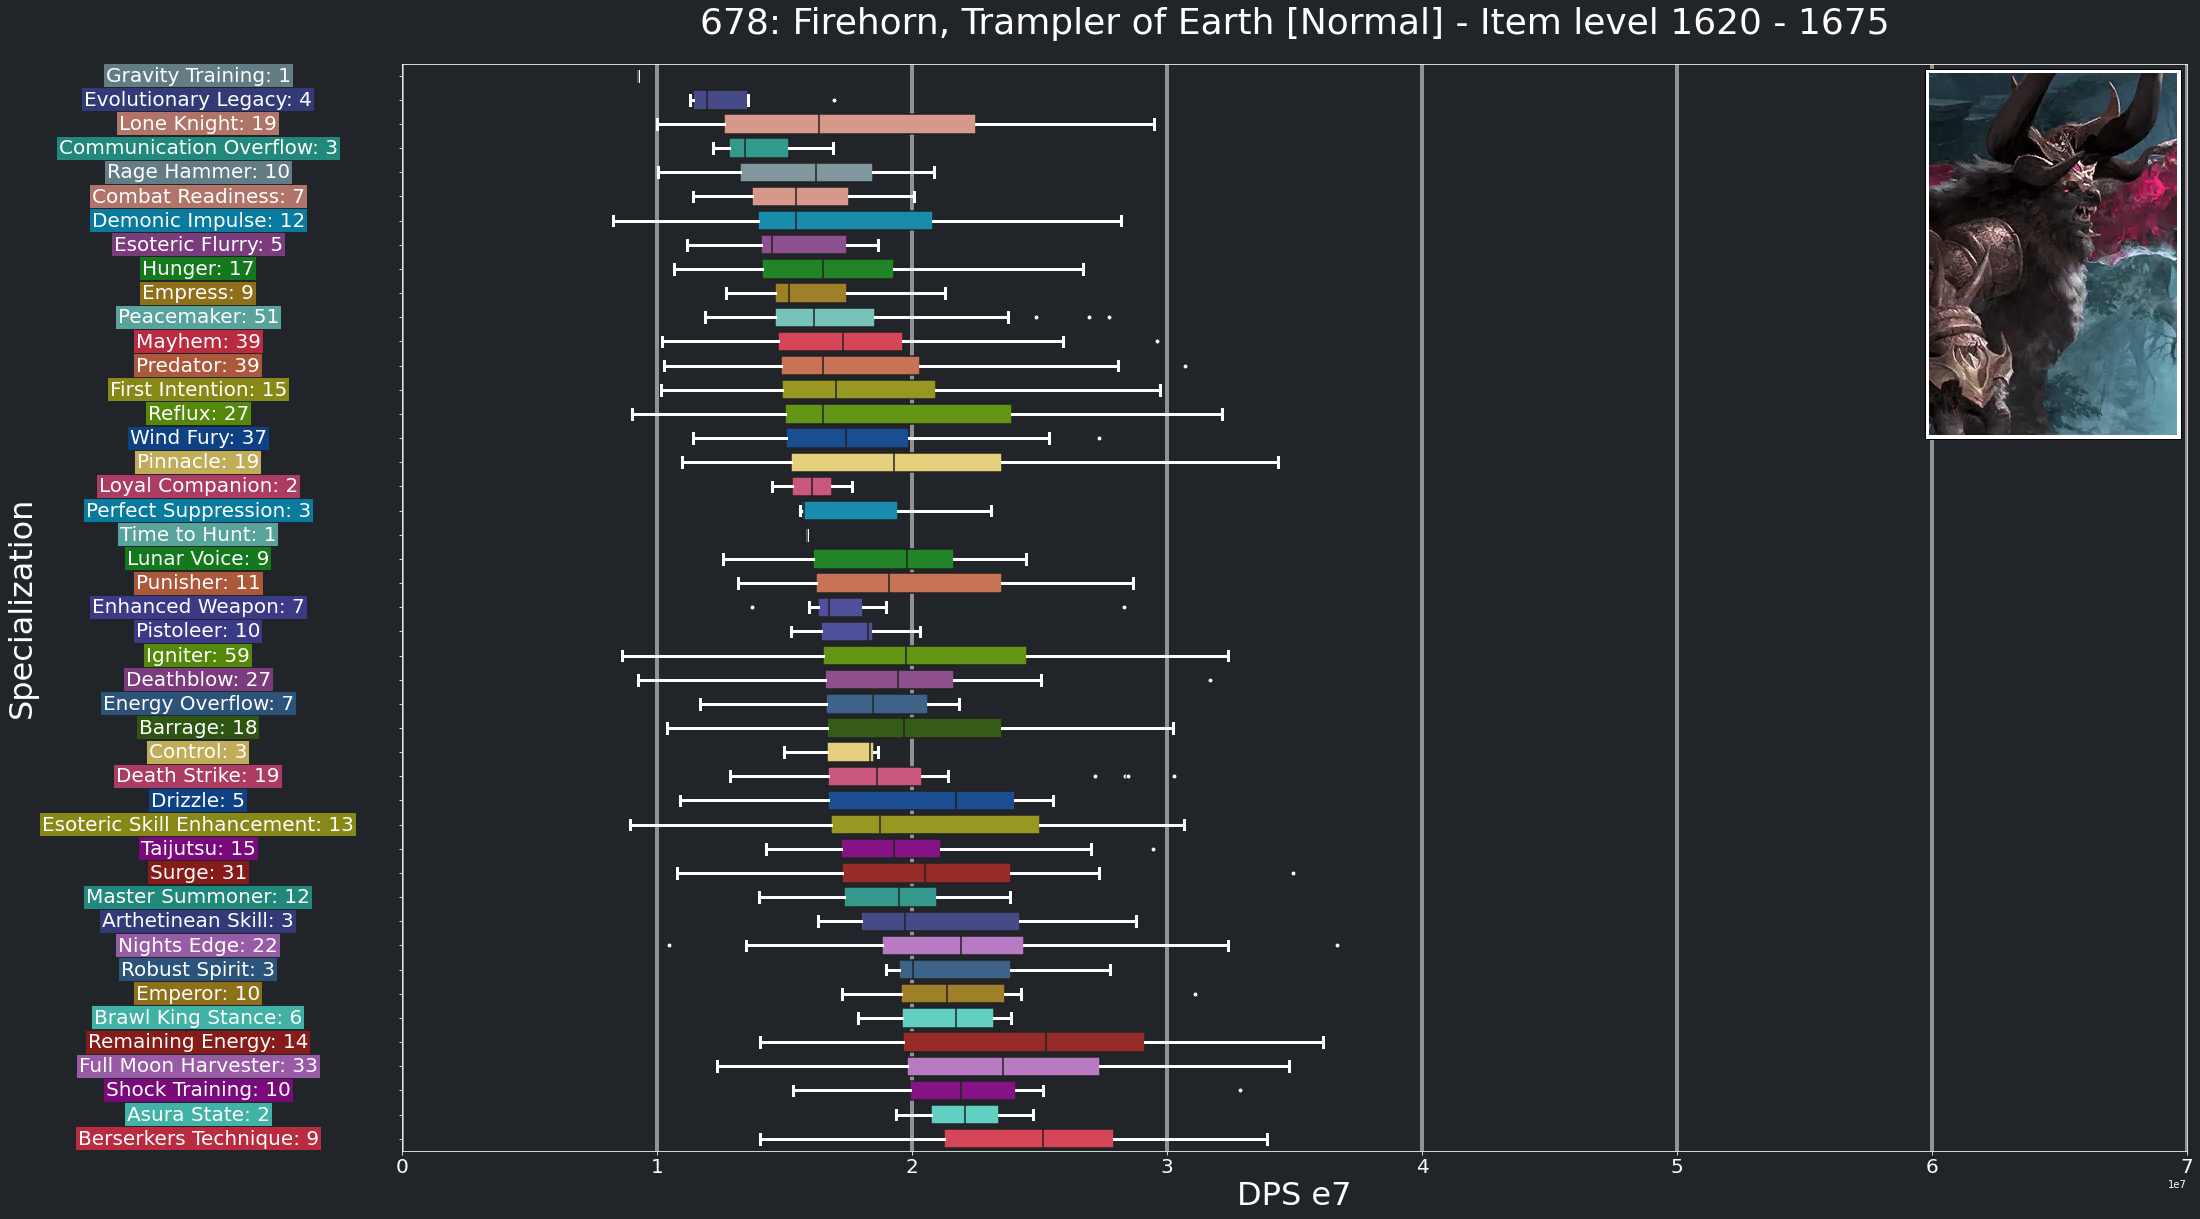 678: Firehorn, Trampler of Earth [Normal] - Item level 1620 - 1675
Specialization
Gravity Training: 1
Evolutionary Legacy: 4
Lone Knight: 19
Communication Overflow: 3
Rage Hammer: 10
Combat Readiness: 7
Demonic Impulse: 12
Esoteric Flurry: 5
Hunger: 17
Empress: 9
Peacemaker: 51
Mayhem: 39
Predator: 39
First Intention: 15
Reflux: 27
Wind Fury: 37
Pinnacle: 19
Loyal Companion: 2
Perfect Suppression: 3
Time to Hunt: 1
Lunar Voice: 9
Punisher: 11
Enhanced Weapon: 7
Pistoleer: 10
Igniter: 59
Deathblow: 27
Energy Overflow: 7
Barrage: 18
Control: 3
Death Strike: 19
Drizzle: 5
Esoteric Skill Enhancement: 13
Taijutsu: 15
Surge: 31
Master Summoner: 12
Arthetinean Skill: 3
Nights Edge: 22
Robust Spirit: 3
Emperor: 10
Brawl King Stance: 6
Remaining Energy: 14
Full Moon Harvester: 33
Shock Training: 10
Asura State: 2
Berserkers Technique: 9
0 1 2 3 4 5 6 7
1e7
DPS e7